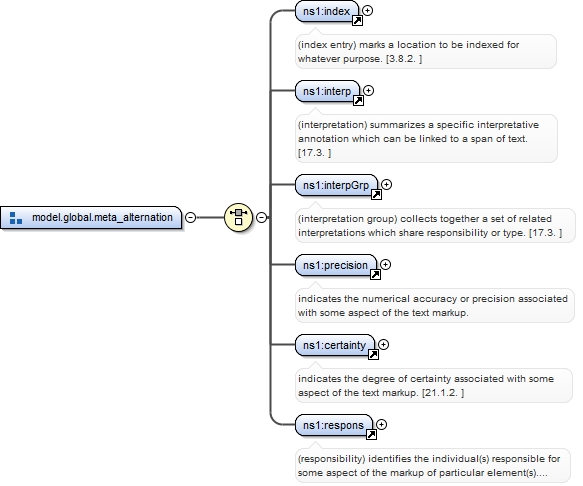 ns1:index
(index entry) marks a location to be indexed for
whatever purpose. [3.8.2. ]
ns1:interp
(interpretation) summarizes a specific interpretative
annotation which can be linked to a span of text.
[17.3. ]
ns1:interpGrp
model.global.meta_alternation
(interpretation group) collects together a set of related
interpretations which share responsibility or type. [17.3. ]
ns1:precision
indicates the numerical accuracy or precision associated
with some aspect of the text markup.
ns1:certainty
indicates the degree of certainty associated with some
aspect of the text markup. [21.1.2. ]
ns1:respons
(responsibility) identifies the individual(s) responsible for
some aspect of the markup of particular element(s)....